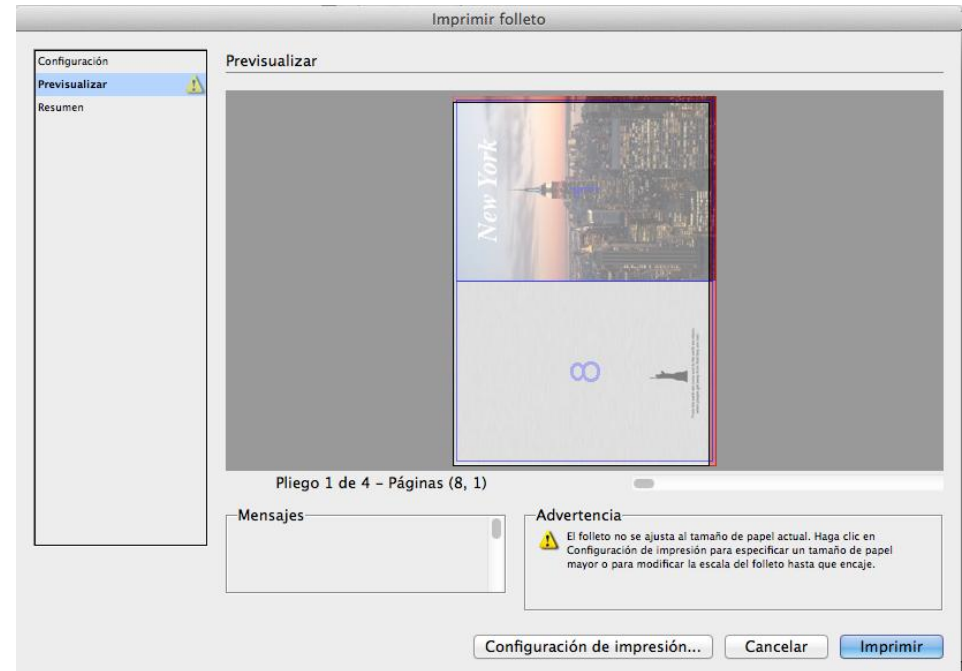 Imprimir folleto
Configuración
Previsualizar
Resumen
Previsualizar
New York
1
8
Pliego 1 de 4 – Páginas (8, 1)
Mensajes
Advertencia
El folleto no se ajusta al tamaño de papel actual. Haga clic en
Configuración de impresión para especificar un tamaño de papel
mayor o para modificar la escala del folleto hasta que encaje.
Configuración de impresión...
Cancelar
Imprimir